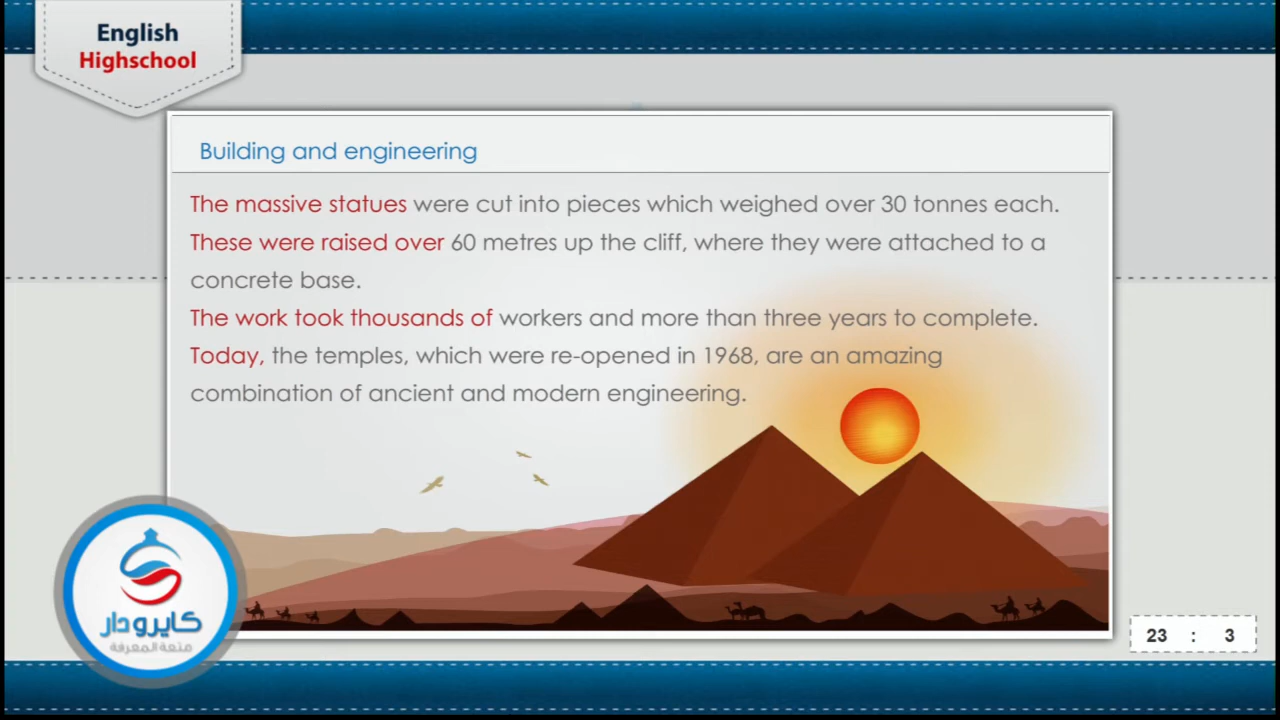 English
Highschool
Building and engineering
The massive statues were cut into pieces which weighed over 30 tonnes each.
These were raised over 60 metres up the cliff, where they were attached to a
concrete base.
The work took thousands of workers and more than three years to complete.
Today, the temples, which were re-opened in 1968, are an amazing
combination of ancient and modern engineering.
كايرودار
متعة المعرفة
23 : 3